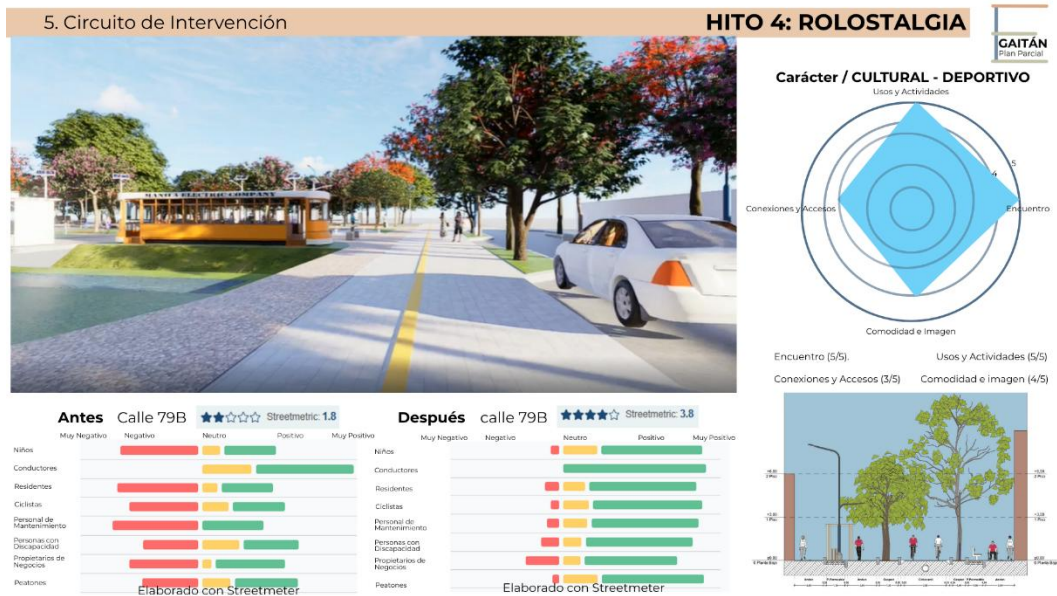 5. Circuito de Intervención
HITO 4: ROLOSTALGIA
GAITÁN
Plan Parcial
Carácter / CULTURAL - DEPORTIVO
Usos y Actividades
5
4
Conexiones y Accesos
Encuentro
Comodidad e Imagen
Encuentro (5/5).
Usos y Actividades (5/5)
Conexiones y Accesos (3/5)
Comodidad e imagen (4/5)
Antes Calle 79B
Streetmetric: 1.8
Muy Negativo
Negativo
Neutro
Positivo
Muy Positivo
Niños
Conductores
Residentes
Ciclistas
Personal de
Mantenimiento
Personas con
Discapacidad
Propietarios de
Negocios
Peatones
Elaborado con Streetmeter
Después calle 79B
Streetmetric: 3.8
Muy Negativo
Negativo
Neutro
Positivo
Muy Positivo
Niños
Conductores
Residentes
Ciclistas
Personal de
Mantenimiento
Personas con
Discapacidad
Propietarios de
Negocios
Peatones
Elaborado con Streetmeter